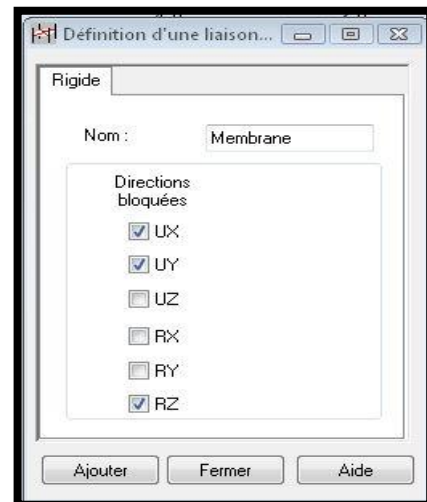 Définition d'une liaison...
Rigide
Nom : Membrane
Directions
bloquées
UX
UY
UZ
RX
RY
RZ
Ajouter Fermer Aide